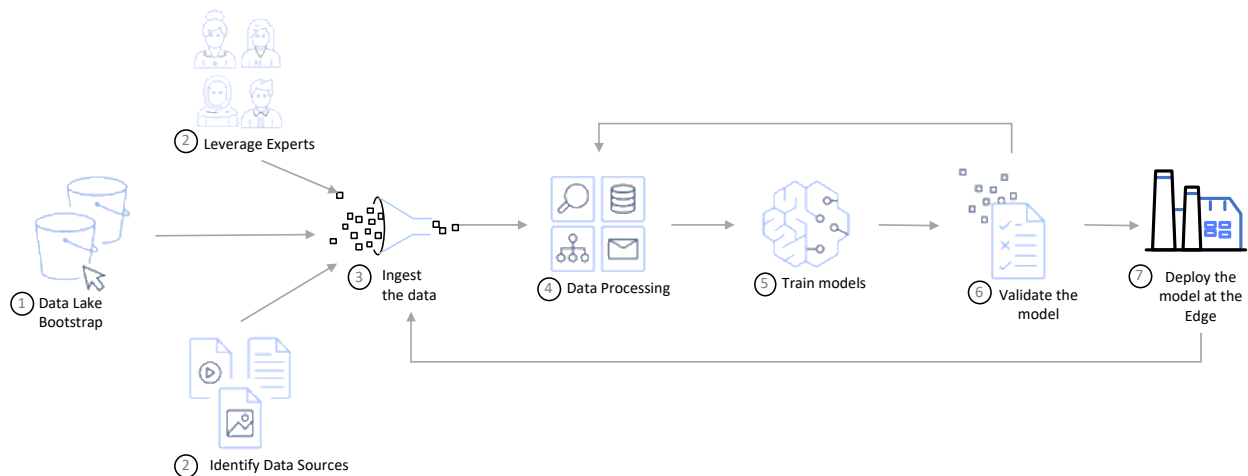 2 Leverage Experts
1 Data Lake
Bootstrap
3 Ingest
the data
4 Data Processing
5 Train models
6 Validate the
model
7 Deploy the
model at the
Edge
2 Identify Data Sources